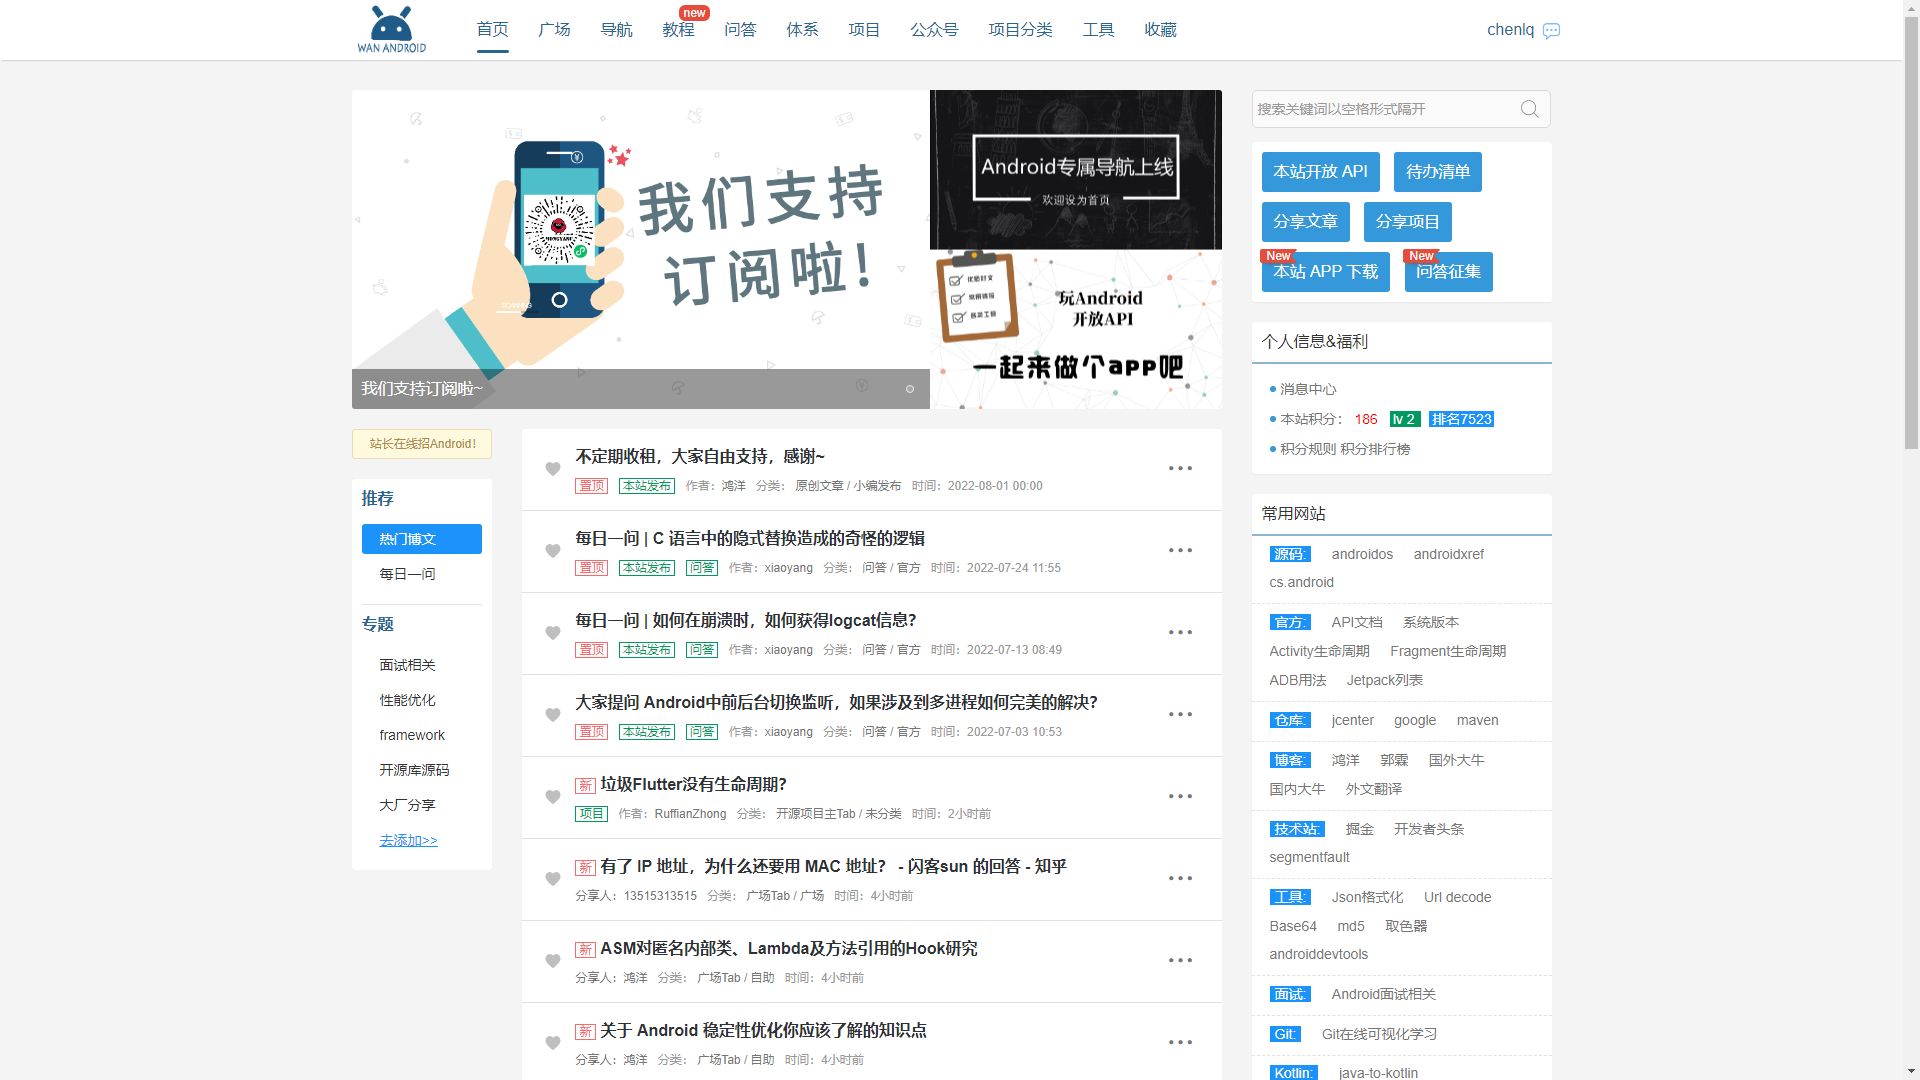 WAN ANDROID
首页 广场 导航 教程 new 问答 体系 项目 公众号 项目分类 工具 收藏
chenlq
我们支持
订阅啦!
我们支持订阅啦~
Android专属导航上线
欢迎设为首页
玩Android
开放API
一起来做个app吧
搜索关键词以空格形式隔开
本站开放 API 待办清单
分享文章 分享项目
New 本站 APP 下载 New 问答征集
个人信息&福利
消息中心
本站积分： 186 lv 2 排名7523
积分规则 积分排行榜
站长在线招Android!
推荐
热门博文
每日一问
专题
面试相关
性能优化
framework
开源库源码
大厂分享
去添加>>
不定期收租，大家自由支持，感谢~
置顶 本站发布 作者：鸿洋 分类： 原创文章 / 小编发布 时间：2022-08-01 00:00
每日一问 | C 语言中的隐式替换造成的奇怪的逻辑
置顶 本站发布 问答 作者：xiaoyang 分类： 问答 / 官方 时间：2022-07-24 11:55
每日一问 | 如何在崩溃时，如何获得logcat信息？
置顶 本站发布 问答 作者：xiaoyang 分类： 问答 / 官方 时间：2022-07-13 08:49
大家提问 Android中前后台切换监听，如果涉及到多进程如何完美的解决？
置顶 本站发布 问答 作者：xiaoyang 分类： 问答 / 官方 时间：2022-07-03 10:53
新 垃圾Flutter没有生命周期？
项目 作者：RuffianZhong 分类： 开源项目主Tab / 未分类 时间：2小时前
新 有了 IP 地址，为什么还要用 MAC 地址？ - 闪客sun 的回答 - 知乎
分享人：13515313515 分类： 广场Tab / 广场 时间：4小时前
新 ASM对匿名内部类、Lambda及方法引用的Hook研究
分享人：鸿洋 分类： 广场Tab / 自助 时间：4小时前
新 关于 Android 稳定性优化你应该了解的知识点
分享人：鸿洋 分类： 广场Tab / 自助 时间：4小时前
常用网站
源码: androidos androidxref
cs.android
官方: API文档 系统版本
Activity生命周期 Fragment生命周期
ADB用法 Jetpack列表
仓库: jcenter google maven
博客: 鸿洋 郭霖 国外大牛
国内大牛 外文翻译
技术站: 掘金 开发者头条
segmentfault
工具: Json格式化 Url decode
Base64 md5 取色器
androiddevtools
面试: Android面试相关
Git: Git在线可视化学习
Kotlin: java-to-kotlin